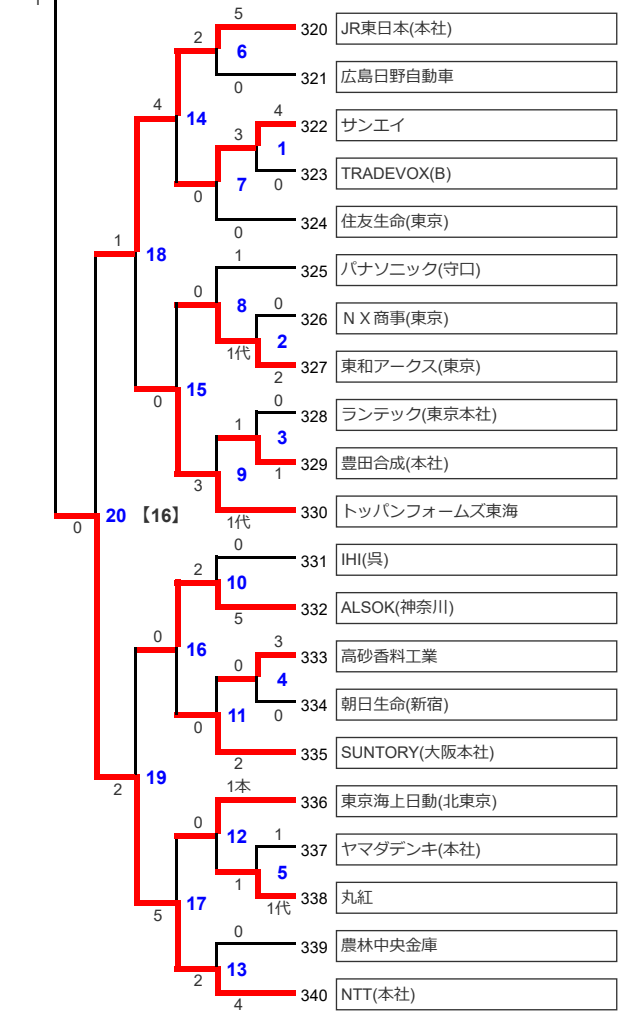 5
320 JR東日本(本社)
2
6
321 広島日野自動車
0
4
14
4
322 サンエイ
3
1
7
323 TRADEVOX(B)
0
0
324 住友生命(東京)
0
1
18
1
325 パナソニック(守口)
0
8
0
326 ＮＸ商事(東京)
2
1代
327 東和アークス(東京)
2
15
0
0
328 ランテック(東京本社)
1
3
329 豊田合成(本社)
1
9
3
330 トッパンフォームズ東海
1代
20 【16】
0
0
331 IHI(呉)
2
10
332 ALSOK(神奈川)
5
0
16
3
333 高砂香料工業
0
4
334 朝日生命(新宿)
0
11
0
335 SUNTORY(大阪本社)
2
19
2
1本
336 東京海上日動(北東京)
0
12
1
337 ヤマダデンキ(本社)
5
1
338 丸紅
1代
17
5
0
339 農林中央金庫
13
2
340 NTT(本社)
4